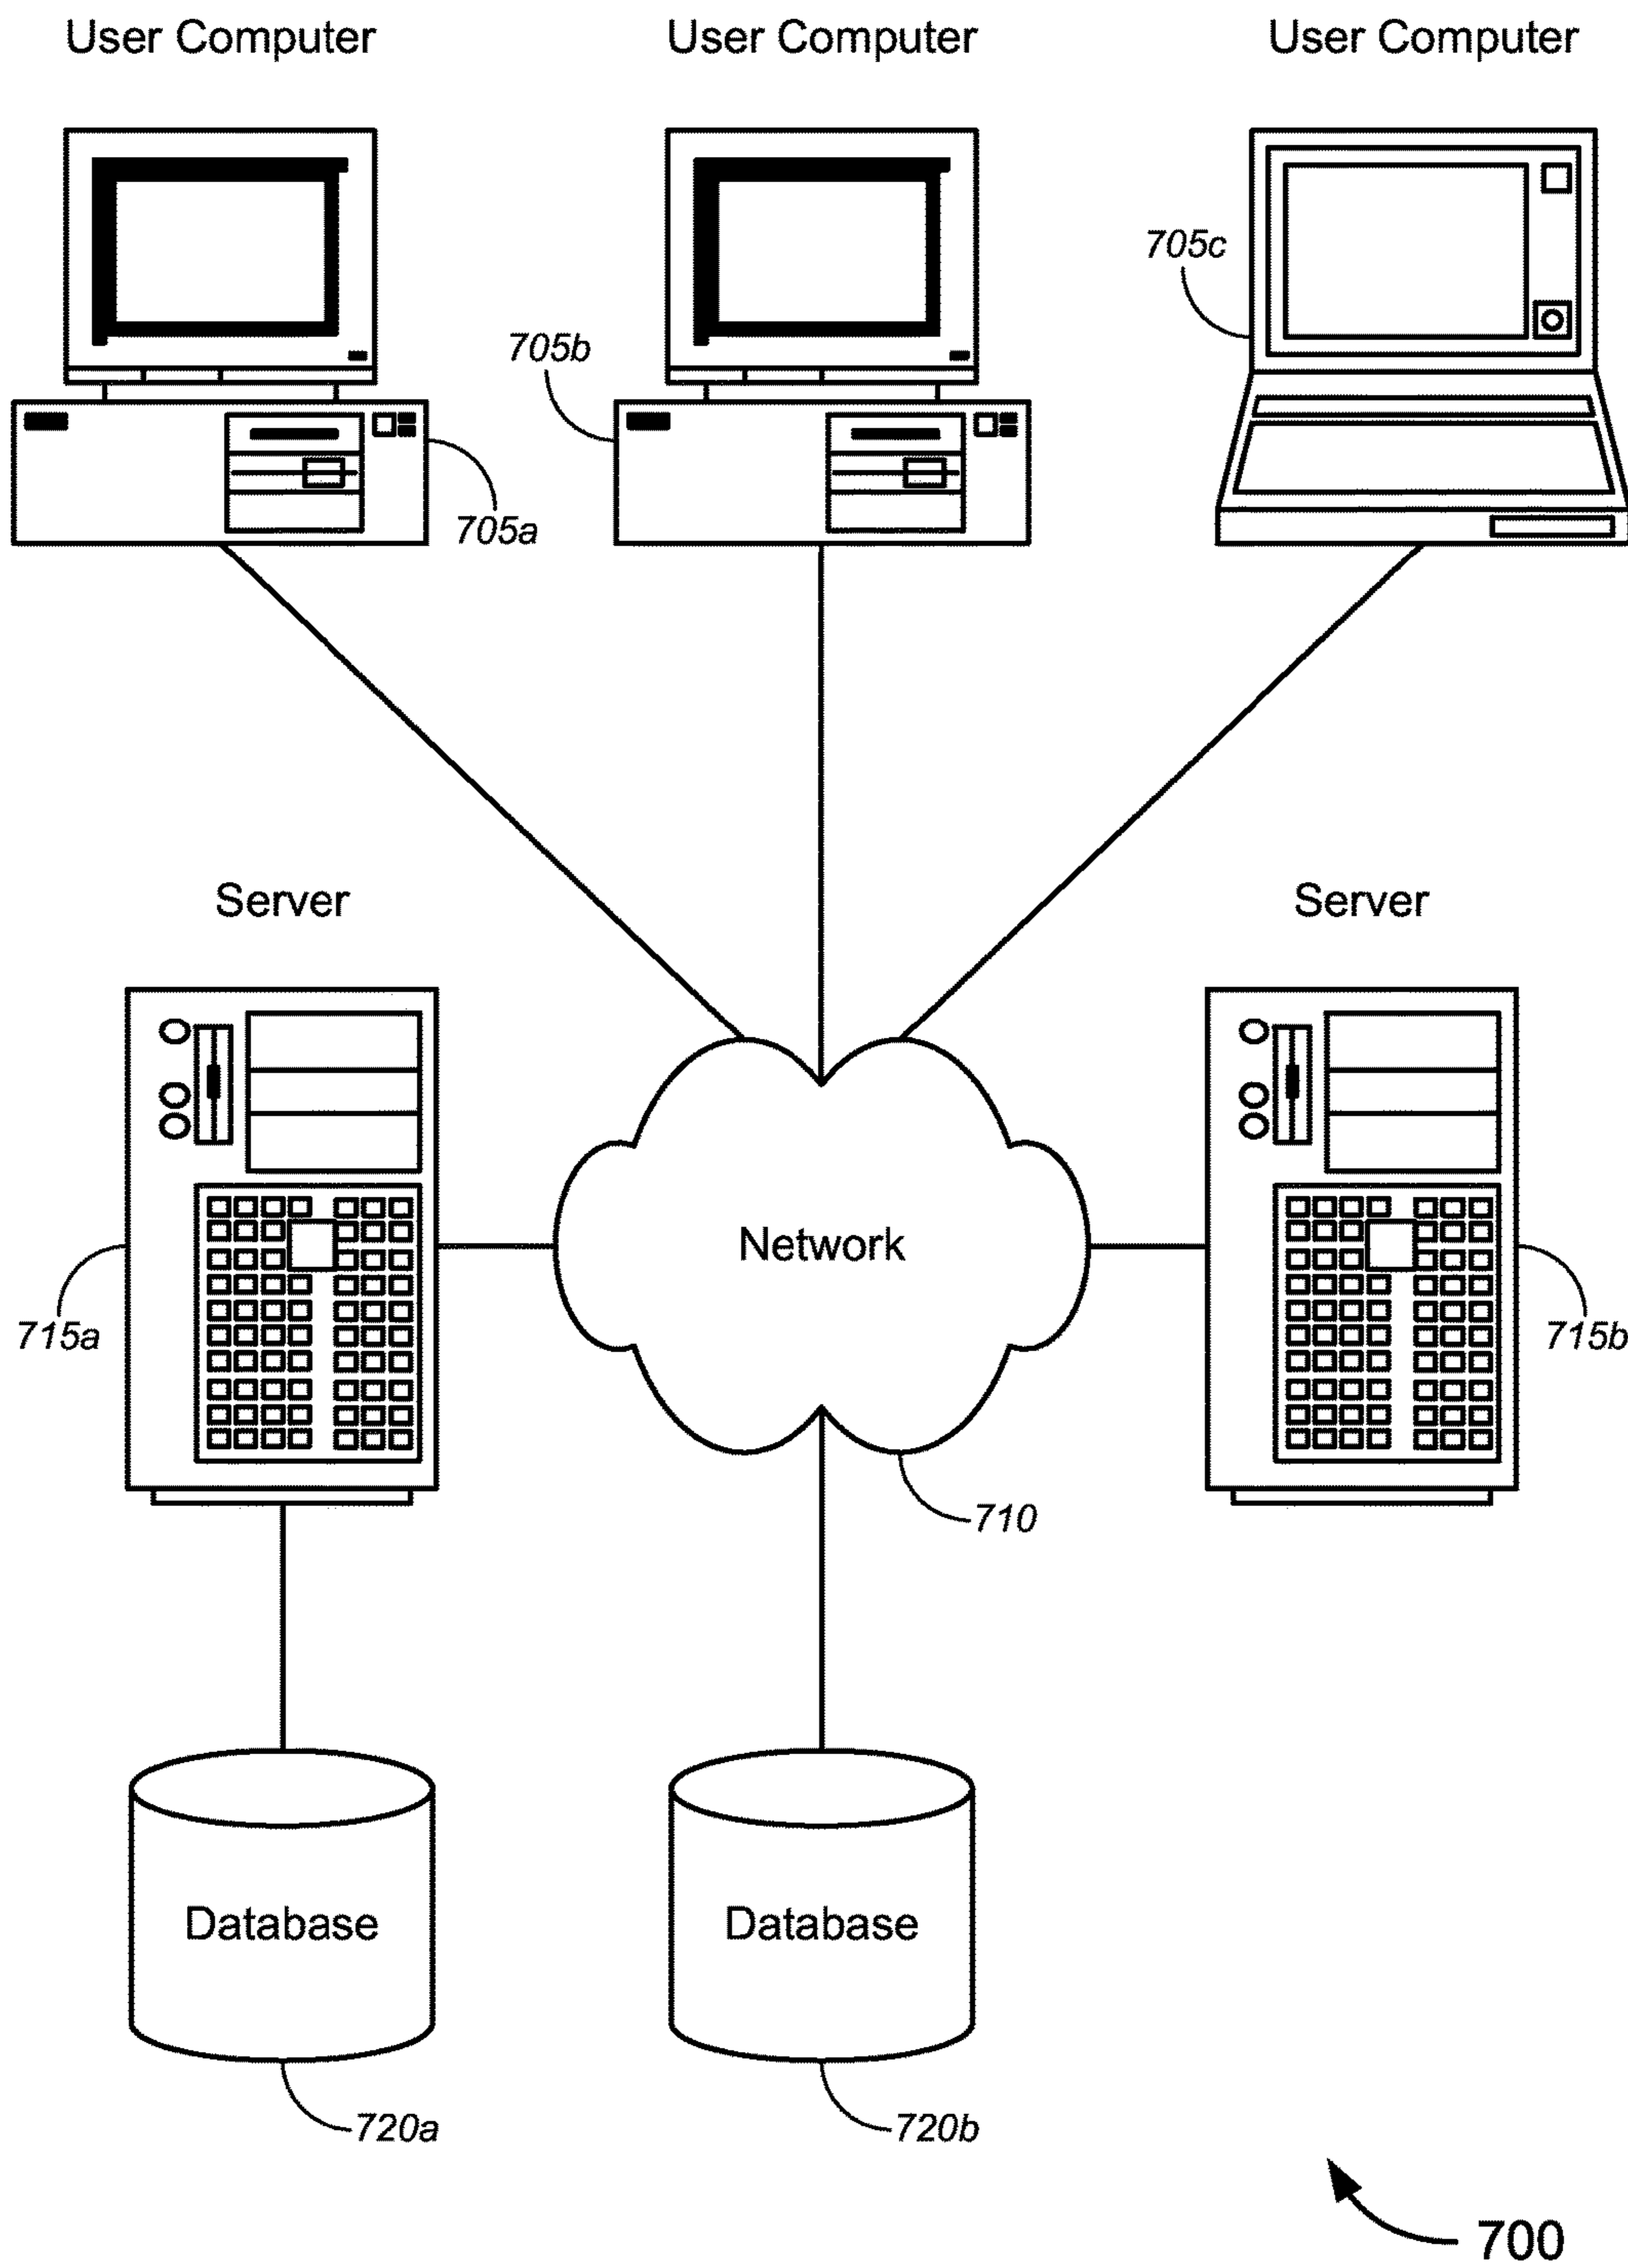 User Computer
User Computer
User Computer
705c
705b
705a
Server
Server
Network
715a
715b
710
Database
Database
720a
720b
700